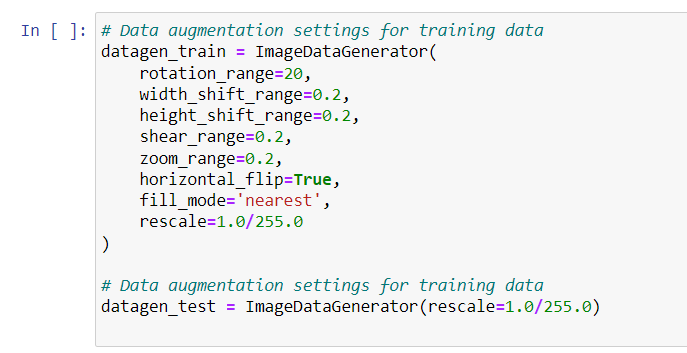 In [ ]: # Data augmentation settings for training data
datagen_train = ImageDataGenerator(
    rotation_range=20,
    width_shift_range=0.2,
    height_shift_range=0.2,
    shear_range=0.2,
    zoom_range=0.2,
    horizontal_flip=True,
    fill_mode='nearest',
    rescale=1.0/255.0
)
# Data augmentation settings for training data
datagen_test = ImageDataGenerator(rescale=1.0/255.0)